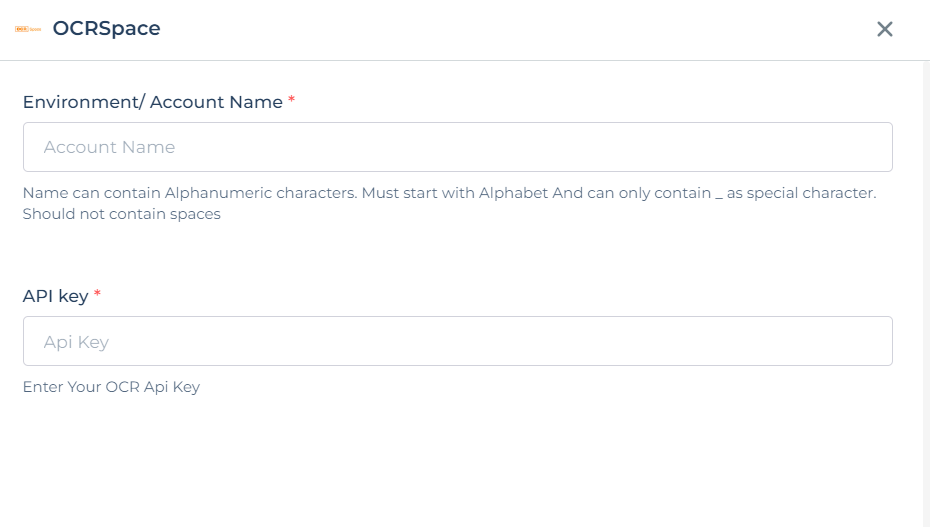 OCRSpace
Environment/ Account Name *
Account Name
Name can contain Alphanumeric characters. Must start with Alphabet And can only contain _ as special character.
Should not contain spaces
API key *
Api Key
Enter Your OCR Api Key